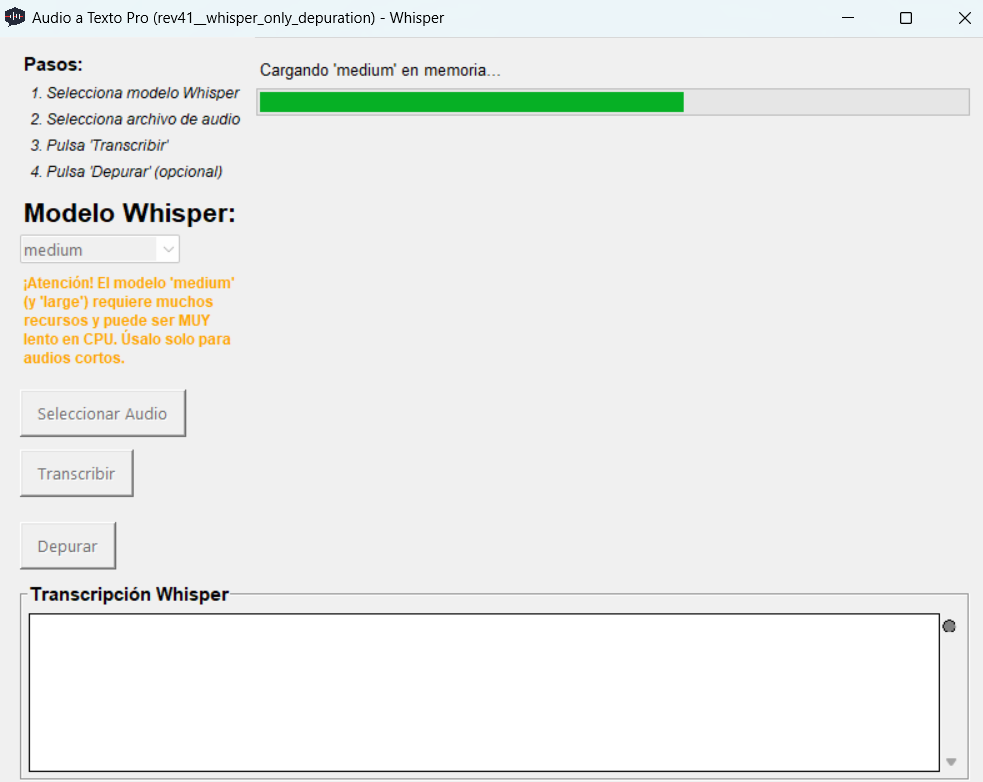 Audio a Texto Pro (rev41__whisper_only_depuration) - Whisper
Pasos:
1. Selecciona modelo Whisper
2. Selecciona archivo de audio
3. Pulsa 'Transcribir'
4. Pulsa 'Depurar' (opcional)
Cargando 'medium' en memoria...
Modelo Whisper:
medium
¡Atención! El modelo 'medium'
(y 'large') requiere muchos
recursos y puede ser MUY
lento en CPU. Úsalo solo para
audios cortos.
Seleccionar Audio
Transcribir
Depurar
Transcripción Whisper